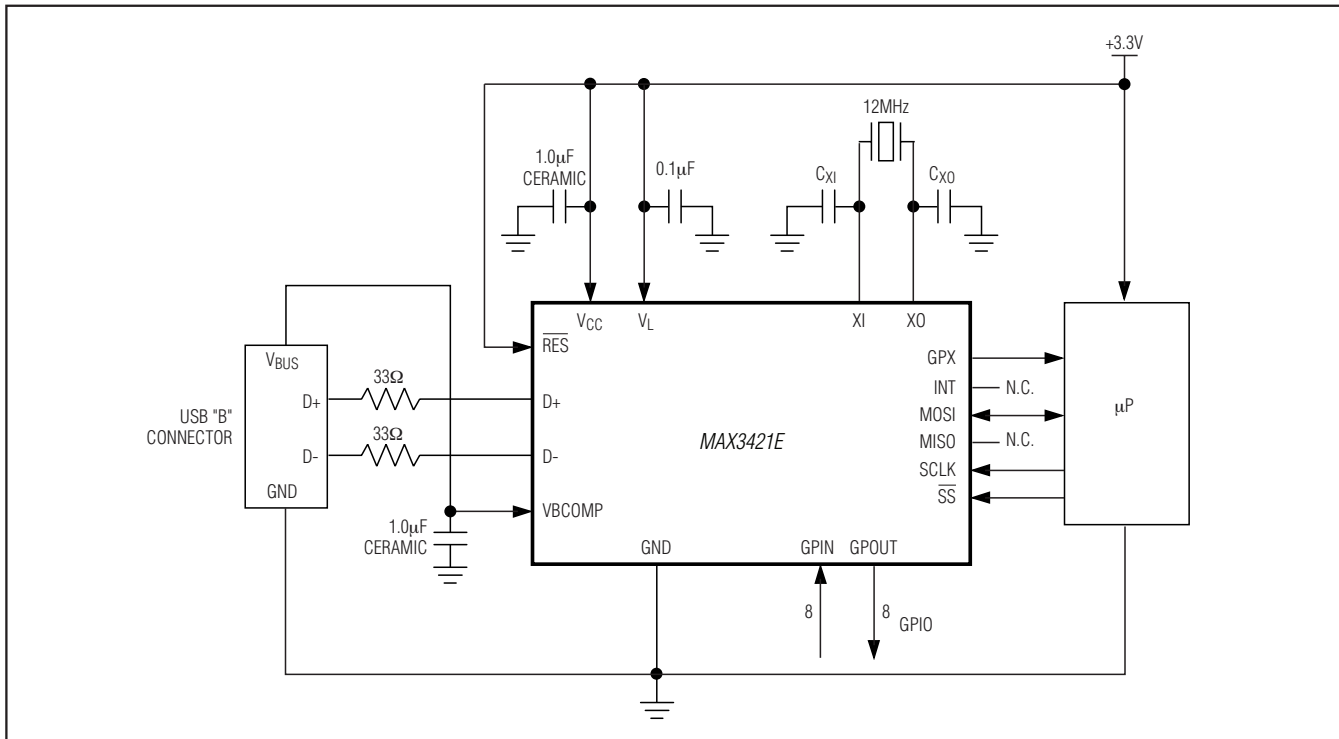 +3.3V
12MHz
1.0µF
CERAMIC
0.1µF
CXI
CXO
VCC
VL
XI
XO
RES
VBUS
D+
D-
GND
USB "B"
CONNECTOR
33Ω
33Ω
D+
D-
VBCOMP
1.0µF
CERAMIC
MAX3421E
GPX
INT
N.C.
MOSI
MISO
N.C.
SCLK
SS
µP
GND
GPIN
GPOUT
8
8
GPIO